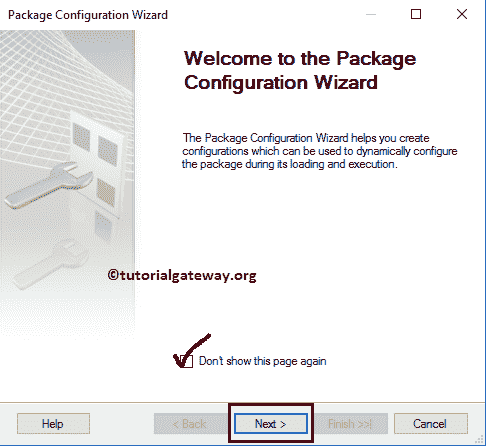 Package Configuration Wizard
Welcome to the Package
Configuration Wizard
The Package Configuration Wizard helps you create
configurations which can be used to dynamically configure
the package during its loading and execution.
©tutorialgateway.org
Don't show this page again
Help
< Back
Next >
Finish >>|
Cancel